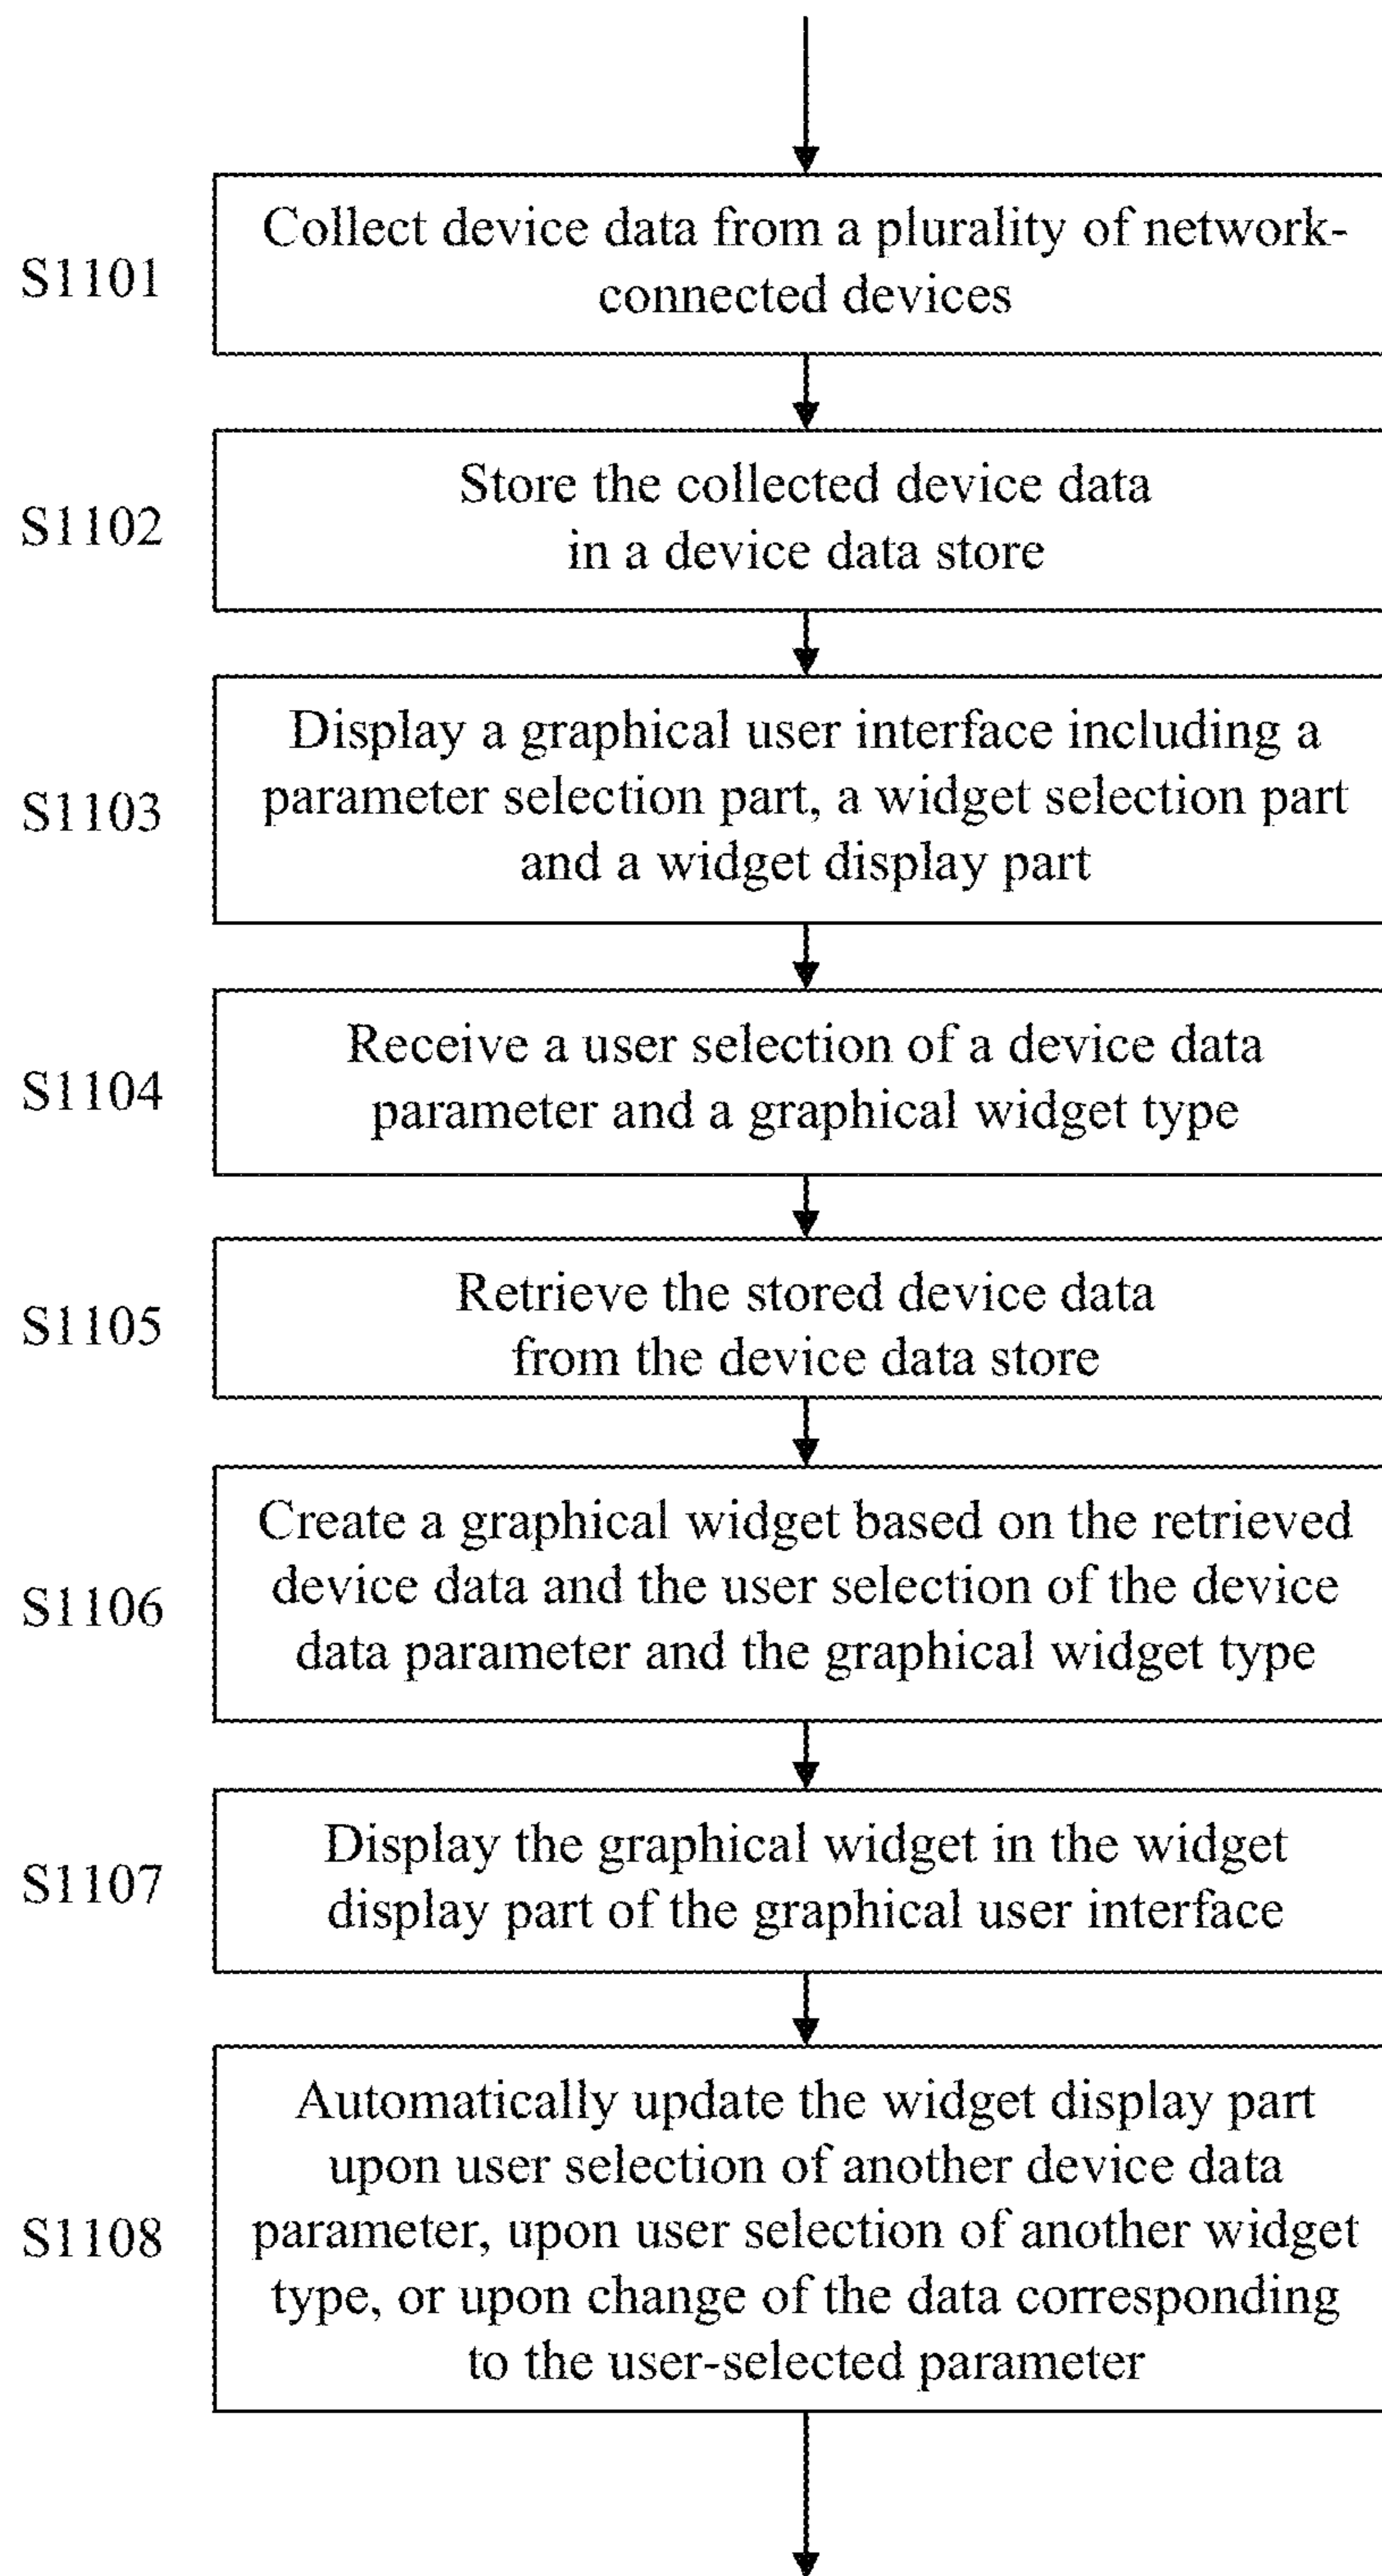 S1101
Collect device data from a plurality of network-
connected devices
S1102
Store the collected device data
in a device data store
S1103
Display a graphical user interface including a
parameter selection part, a widget selection part
and a widget display part
S1104
Receive a user selection of a device data
parameter and a graphical widget type
S1105
Retrieve the stored device data
from the device data store
S1106
Create a graphical widget based on the retrieved
device data and the user selection of the device
data parameter and the graphical widget type
S1107
Display the graphical widget in the widget
display part of the graphical user interface
S1108
Automatically update the widget display part
upon user selection of another device data
parameter, upon user selection of another widget
type, or upon change of the data corresponding
to the user-selected parameter